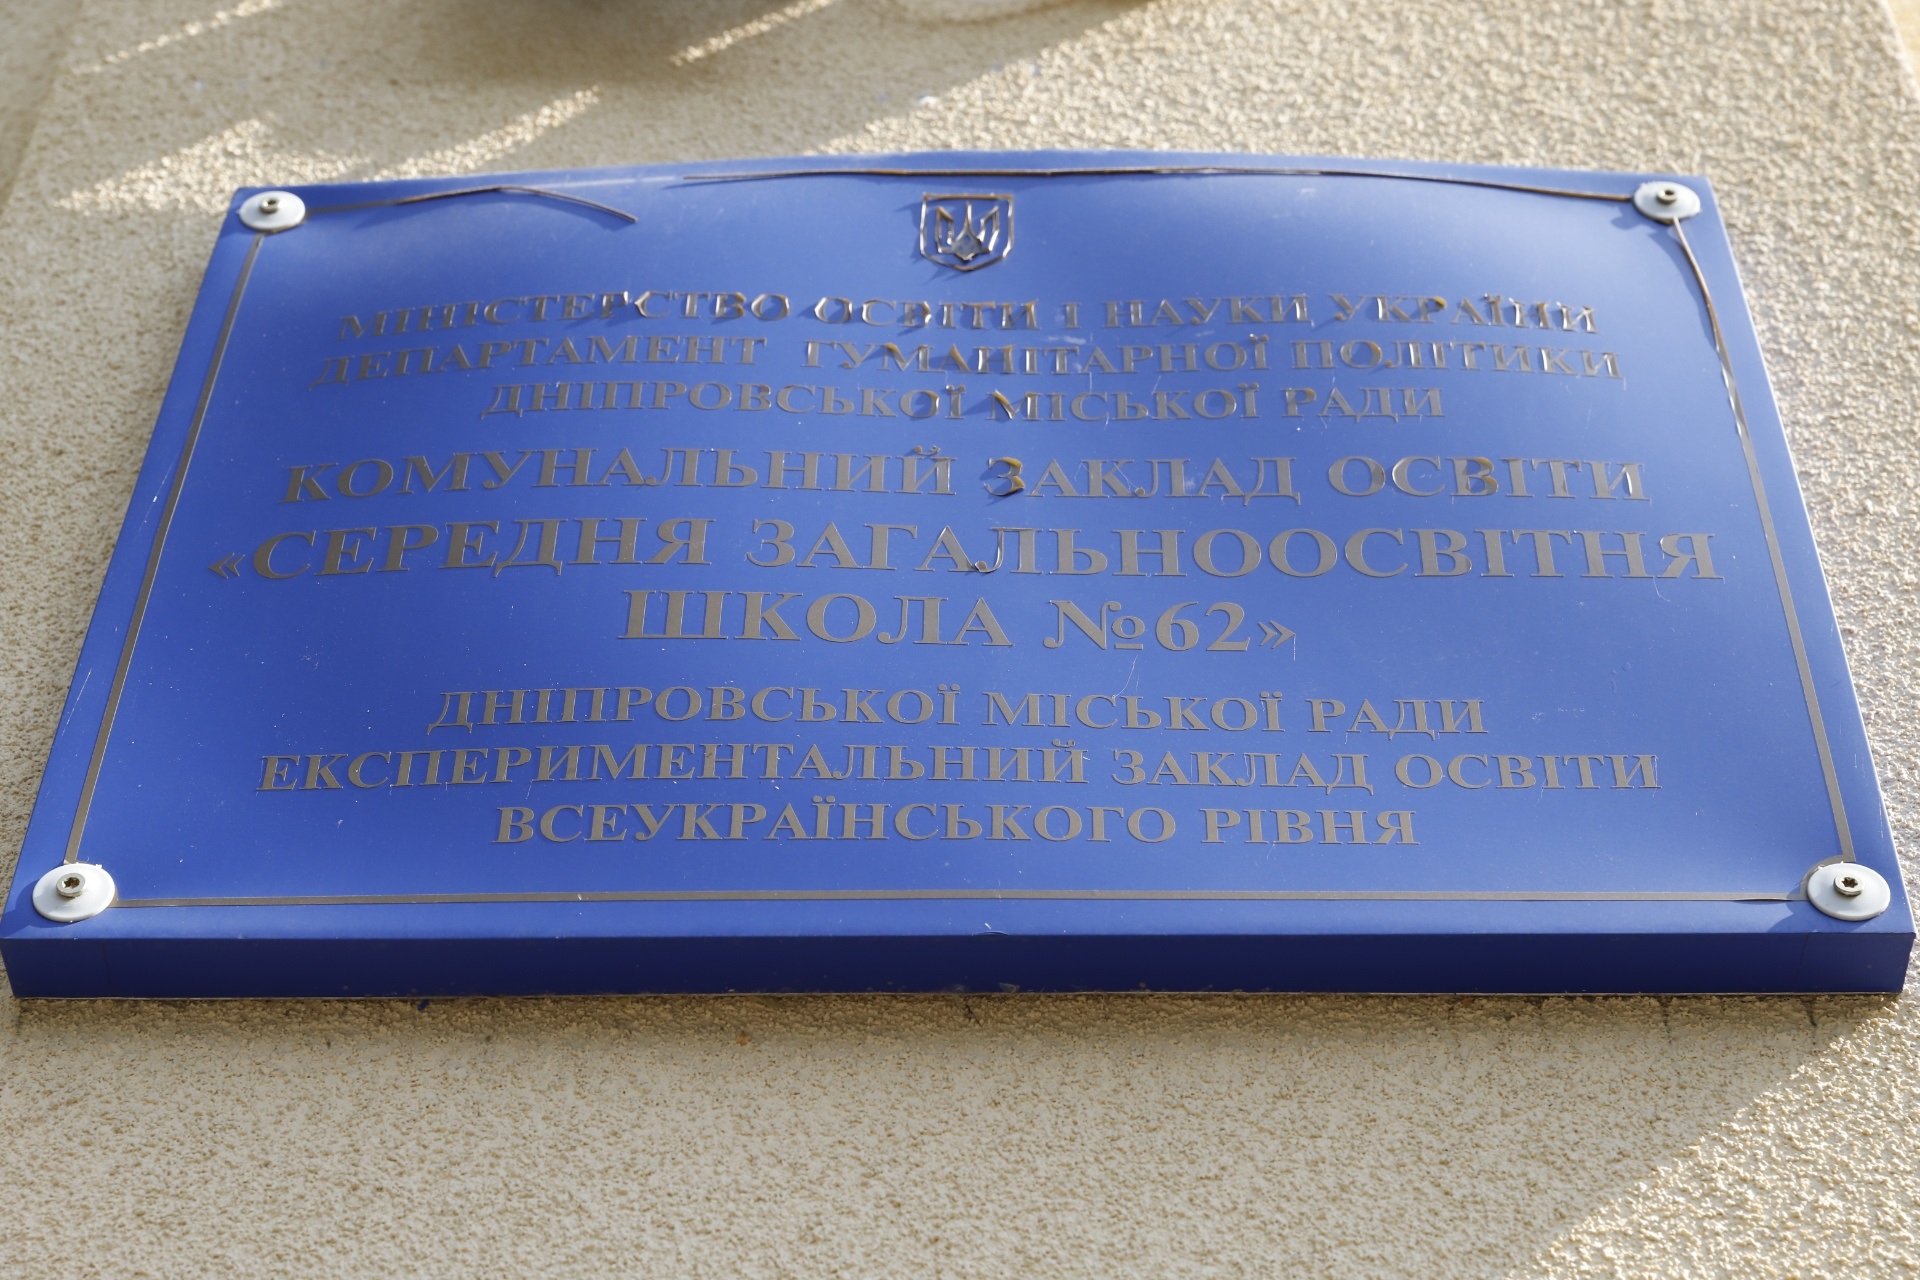 МІНІСТЕРСТВО ОСВІТИ І НАУКИ УКРАЇНИ
ДЕПАРТАМЕНТ ГУМАНІТАРНОЇ ПОЛІТИКИ
ДНІПРОВСЬКОЇ МІСЬКОЇ РАДИ
КОМУНАЛЬНИЙ ЗАКЛАД ОСВІТИ
«СЕРЕДНЯ ЗАГАЛЬНООСВІТНЯ
ШКОЛА №62»
ДНІПРОВСЬКОЇ МІСЬКОЇ РАДИ
ЕКСПЕРИМЕНТАЛЬНИЙ ЗАКЛАД ОСВІТИ
ВСЕУКРАЇНСЬКОГО РІВНЯ